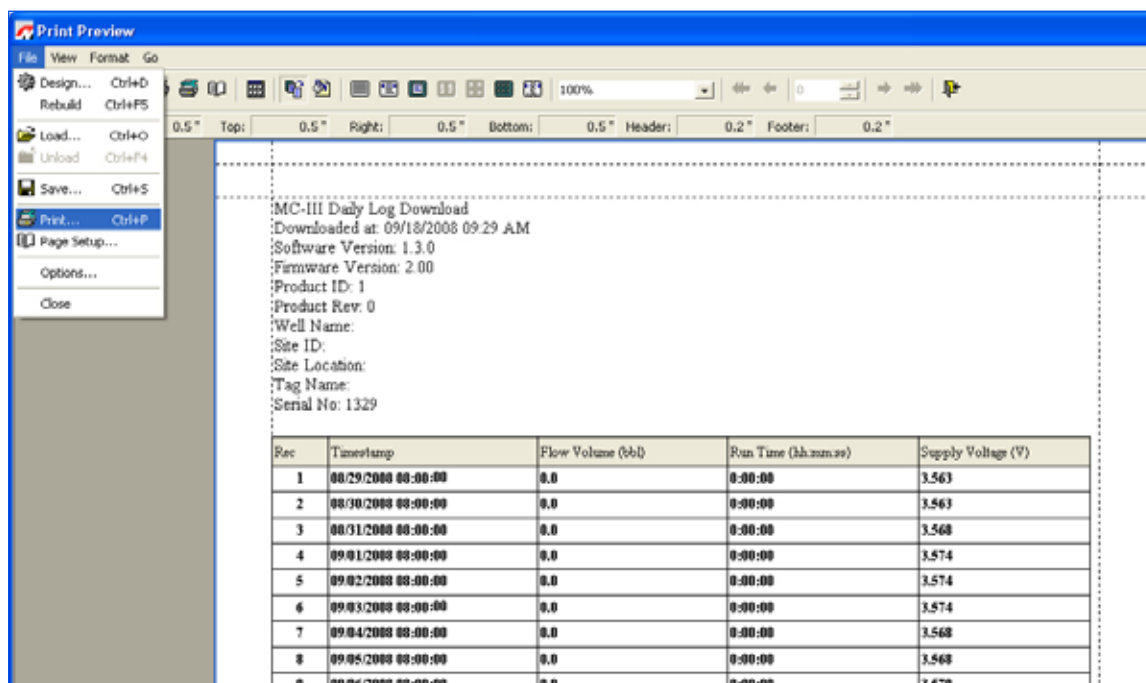 Print Preview
File View Format Go
Design... Ctrl+D
Rebuild Ctrl+F5
Load... Ctrl+O
Unload Ctrl+F4
Save... Ctrl+S
Print... Ctrl+P
Page Setup...
Options...
Close
100% 0
0.5" Top: 0.5" Right: 0.5" Bottom: 0.5" Header: 0.2" Footer: 0.2"
MC-III Daily Log Download
Downloaded at: 09/18/2008 09:29 AM
Software Version: 1.3.0
Firmware Version: 2.00
Product ID: 1
Product Rev: 0
Well Name:
Site ID:
Site Location:
Tag Name:
Serial No: 1329
Rec Timestamp Flow Volume (bbl) Run Time (hh:mm:ss) Supply Voltage (V)
1 08/29/2008 08:00:00 0.0 0:00:00 3.563
2 08/30/2008 08:00:00 0.0 0:00:00 3.563
3 08/31/2008 08:00:00 0.0 0:00:00 3.568
4 09/01/2008 08:00:00 0.0 0:00:00 3.574
5 09/02/2008 08:00:00 0.0 0:00:00 3.574
6 09/03/2008 08:00:00 0.0 0:00:00 3.574
7 09/04/2008 08:00:00 0.0 0:00:00 3.568
8 09/05/2008 08:00:00 0.0 0:00:00 3.568